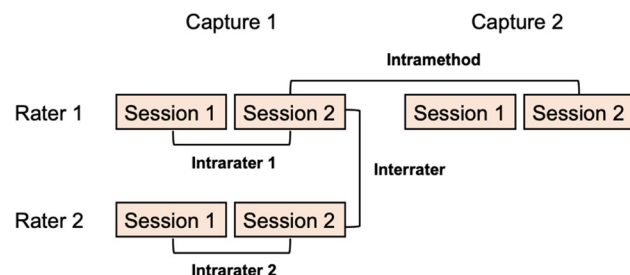 Capture 1 Capture 2
Intramethod
Rater 1 Session 1 Session 2 Session 1 Session 2
Intrarater 1
Interrater
Rater 2 Session 1 Session 2
Intrarater 2